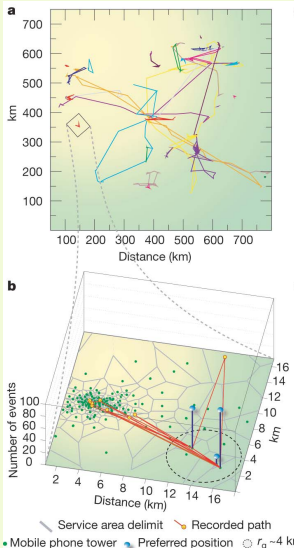 a
700
600
500
400
300
200
100
km
100 200 300 400 500 600 700
Distance (km)
b
100
80
60
40
20
0
Number of events
2 4 6 8 10 12 14 16
Distance (km)
16
14
12
10
8
6
4
2
km
Service area delimit Recorded path
Mobile phone tower Preferred position